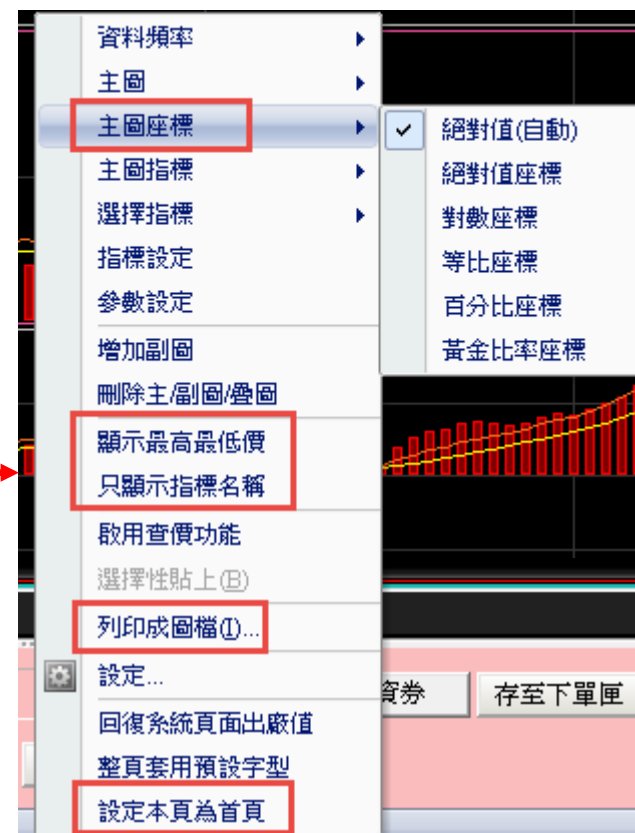 資料頻率
主圖
主圖座標
絕對值(自動)
主圖指標
絕對值座標
選擇指標
對數座標
指標設定
等比座標
參數設定
百分比座標
增加副圖
黃金比率座標
刪除主/副圖/疊圖
顯示最高最低價
只顯示指標名稱
啟用查價功能
選擇性貼上(B)
列印成圖檔(I)...
設定...
資券
存至下單匣
回復系統頁面出廠值
整頁套用預設字型
設定本頁為首頁